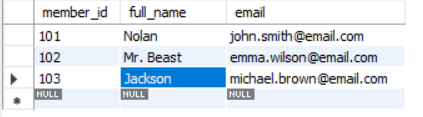 member_id full_name email
101 Nolan john.smith@email.com
102 Mr. Beast emma.wilson@email.com
103 Jackson michael.brown@email.com
NULL NULL NULL